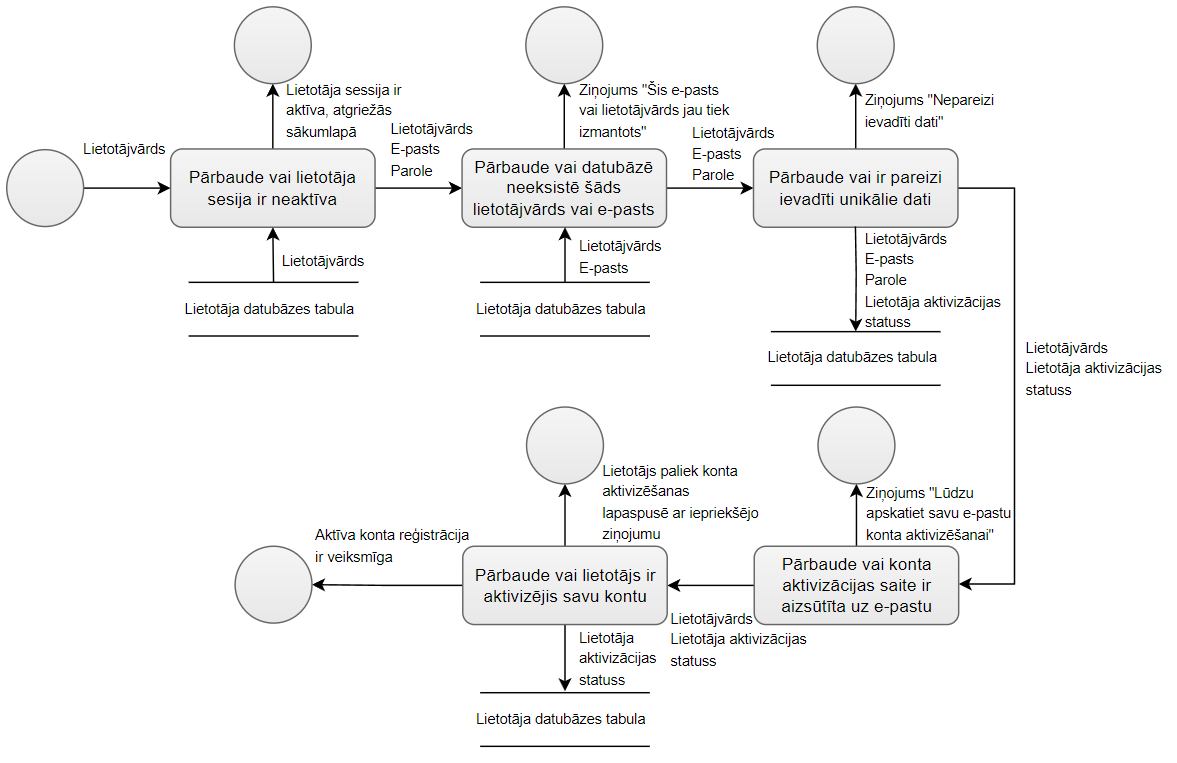 Lietotājvārds
Pārbaude vai lietotāja
sesija ir neaktīva
Lietotāja sessija ir
aktīva, atgriežās
sākumlapā
Lietotājvārds
Lietotāja datubāzes tabula
Lietotājvārds
E-pasts
Parole
Pārbaude vai datubāzē
neeksistē šāds
lietotājvārds vai e-pasts
Ziņojums "Šis e-pasts
vai lietotājvārds jau tiek
izmantots"
Lietotājvārds
E-pasts
Lietotāja datubāzes tabula
Lietotājvārds
E-pasts
Parole
Pārbaude vai ir pareizi
ievadīti unikālie dati
Ziņojums "Nepareizi
ievadīti dati"
Lietotājvārds
E-pasts
Parole
Lietotāja aktivizācijas
statuss
Lietotāja datubāzes tabula
Lietotājvārds
Lietotāja aktivizācijas
statuss
Pārbaude vai konta
aktivizācijas saite ir
aizsūtīta uz e-pastu
Ziņojums "Lūdzu
apskatiet savu e-pastu
konta aktivizēšanai"
Lietotājvārds
Lietotāja aktivizācijas
statuss
Pārbaude vai lietotājs ir
aktivizējis savu kontu
Lietotājs paliek konta
aktivizēšanas
lapaspusē ar iepriekšējo
ziņojumu
Lietotāja
aktivizācijas
statuss
Lietotāja datubāzes tabula
Aktīva konta reģistrācija
ir veiksmīga